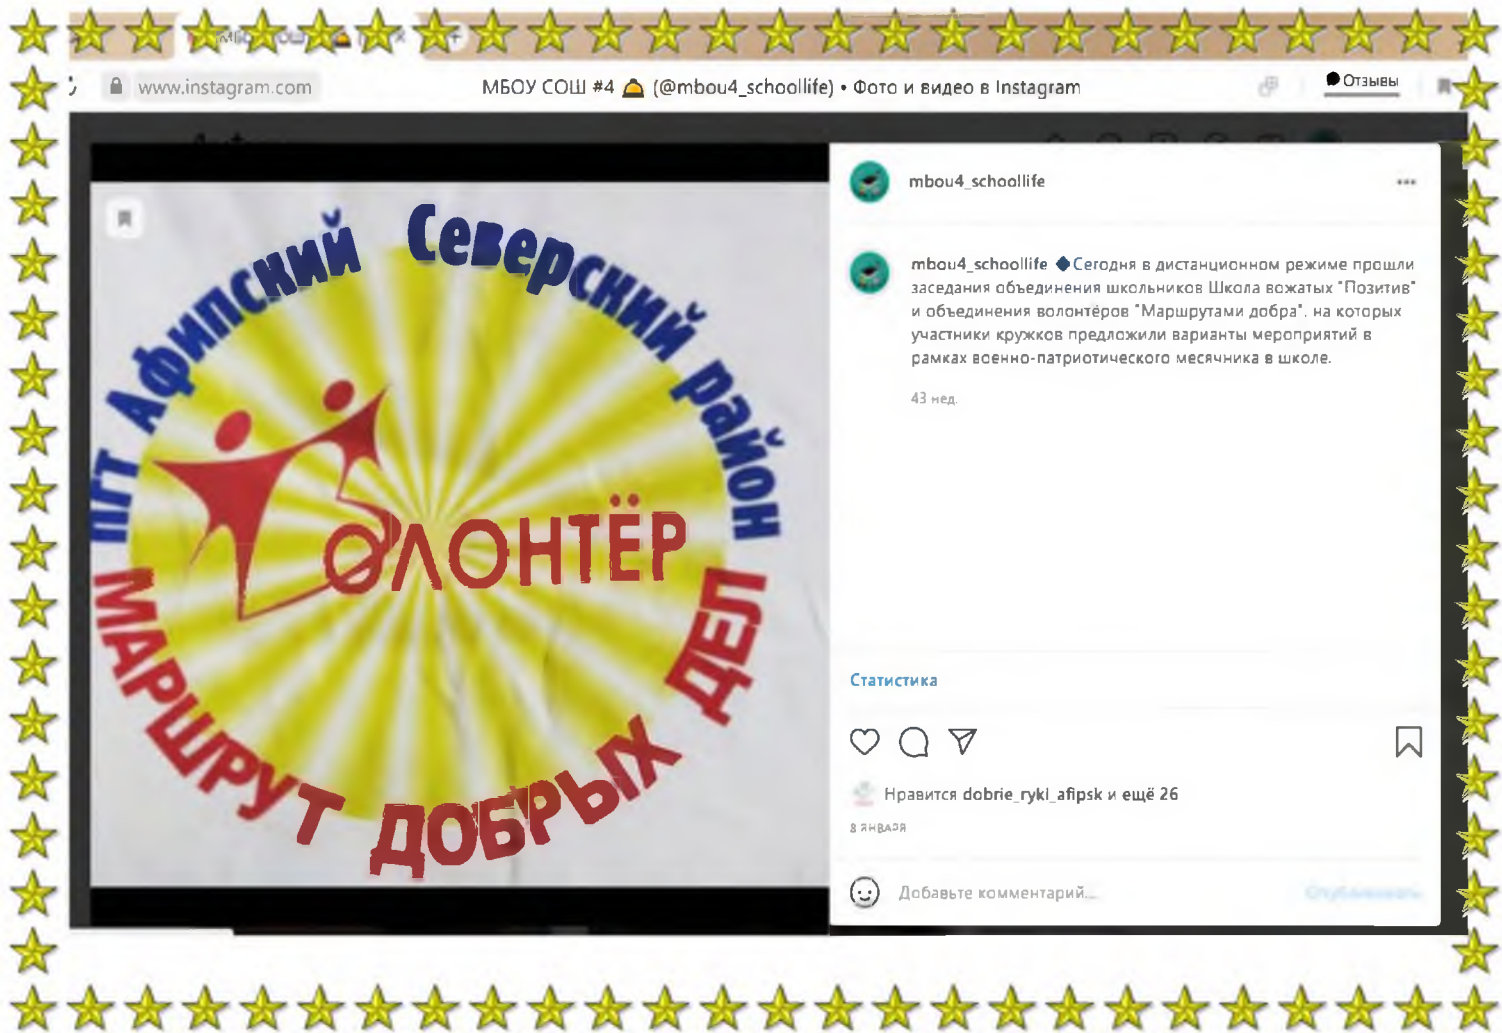 www.instagram.com
МБОУ СОШ #4 🛎 (@mbou4_schoollife) • Фото и видео в Instagram
Отзывы
пгт Афипский Северский район
ВОЛОНТЁР
МАРШРУТ ДОБРЫХ ДЕЛ
mbou4_schoollife
mbou4_schoollife 🔷Сегодня в дистанционном режиме прошли
заседания объединения школьников Школа вожатых "Позитив"
и объединения волонтёров "Маршрутами добра", на которых
участники кружков предложили варианты мероприятий в
рамках военно-патриотического месячника в школе.
43 нед.
Статистика
Нравится dobrie_ryki_afipsk и ещё 26
8 ЯНВАРЯ
Добавьте комментарий...
Опубликовать